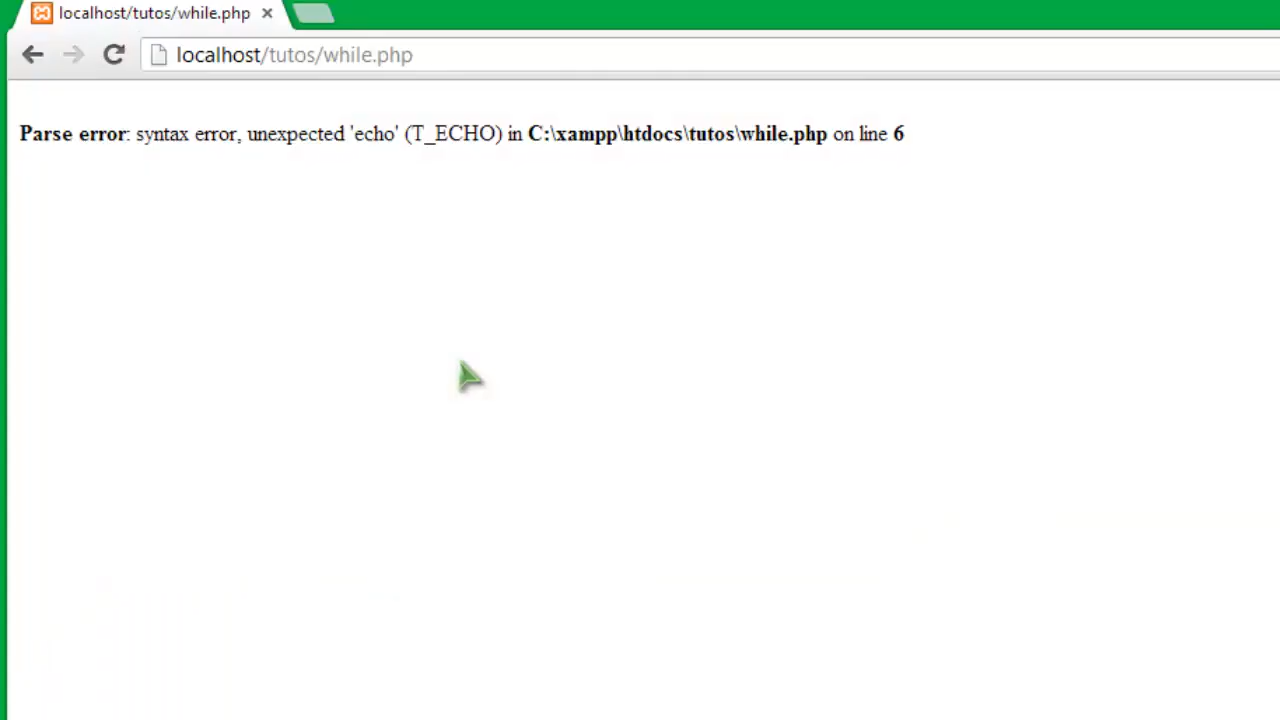 localhost/tutos/while.php
localhost/tutos/while.php
Parse error: syntax error, unexpected 'echo' (T_ECHO) in C:\xampp\htdocs\tutos\while.php on line 6